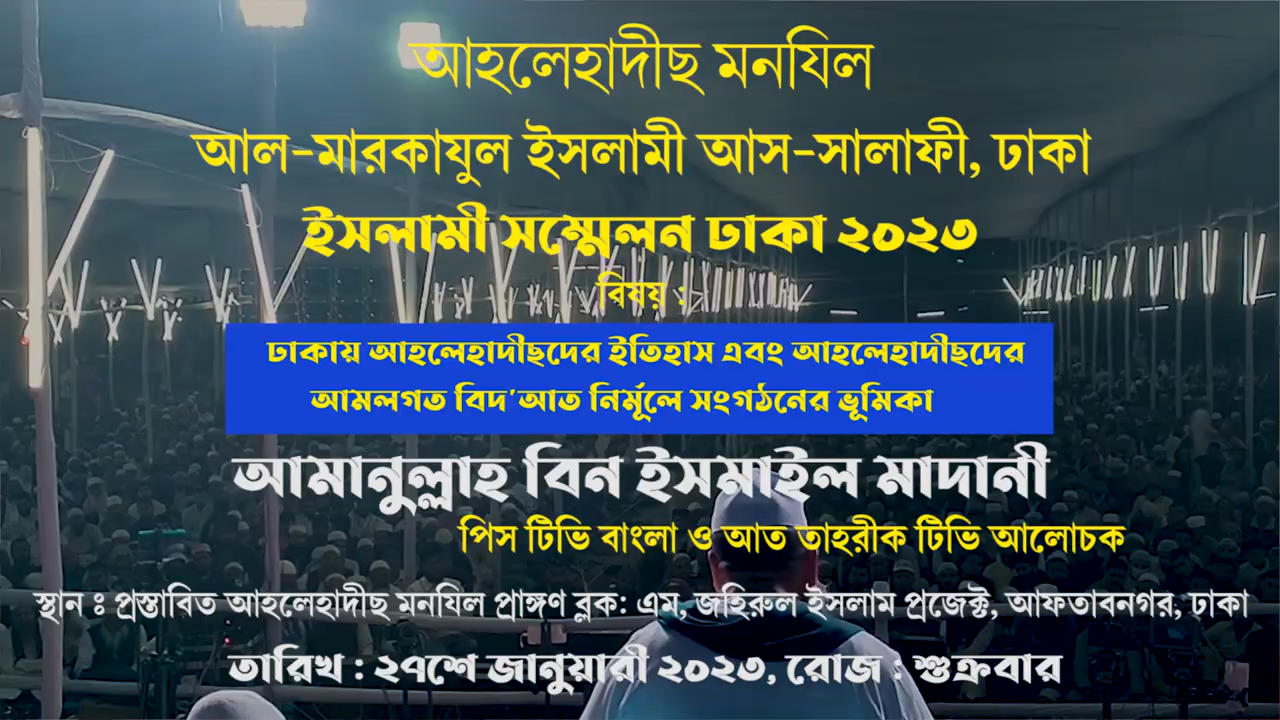 আহলেহাদীছ মনযিল
আল-মারকাযুল ইসলামী আস-সালাফী, ঢাকা
ইসলামী সম্মেলন ঢাকা ২০২৩
বিষয় :
ঢাকায় আহলেহাদীছদের ইতিহাস এবং আহলেহাদীছদের
আমলগত বিদ'আত নির্মূলে সংগঠনের ভূমিকা
আমানুল্লাহ বিন ইসমাইল মাদানী
পিস টিভি বাংলা ও আত তাহরীক টিভি আলোচক
স্থান ঃ প্রস্তাবিত আহলেহাদীছ মনযিল প্রাঙ্গণ ব্লক: এম, জহিরুল ইসলাম প্রজেক্ট, আফতাবনগর, ঢাকা
তারিখ : ২৭শে জানুয়ারী ২০২৩, রোজ : শুক্রবার